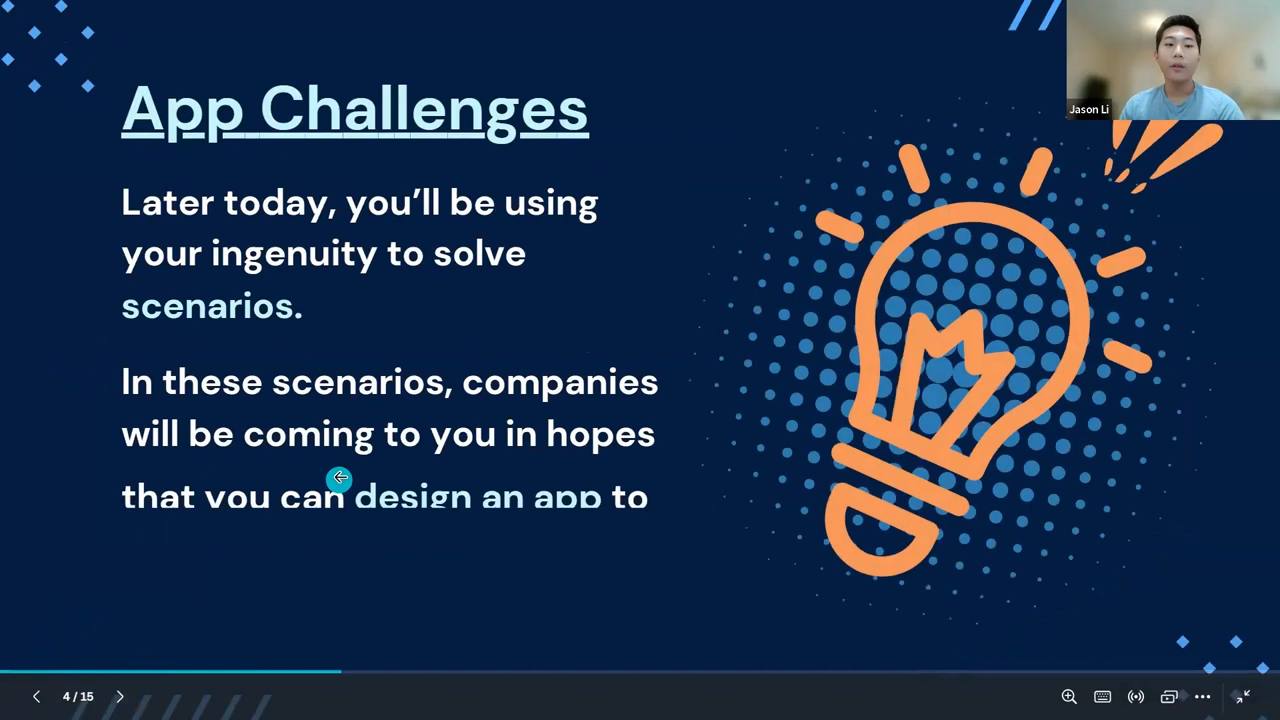 App Challenges
Jason Li
Later today, you’ll be using
your ingenuity to solve
scenarios.
In these scenarios, companies
will be coming to you in hopes
that you can design an app to
4 / 15